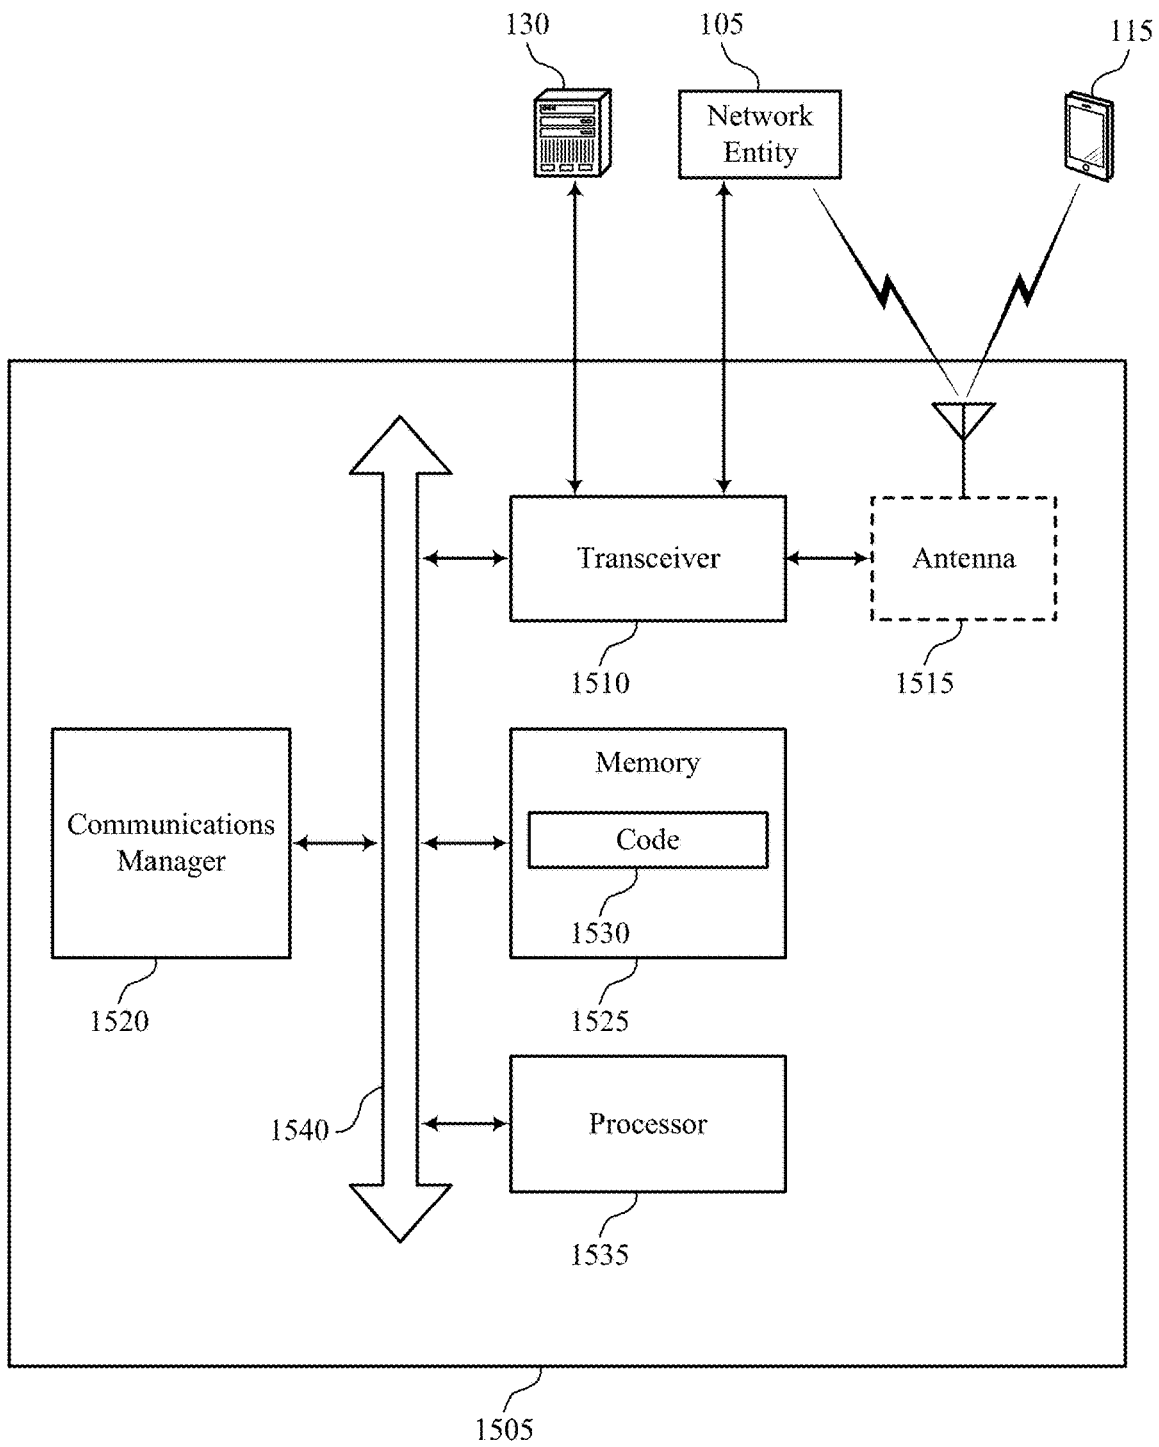 130
105
115
Network
Entity
Transceiver
Antenna
1510
1515
Memory
Communications
Manager
Code
1530
1520
1525
1540
Processor
1535
1505